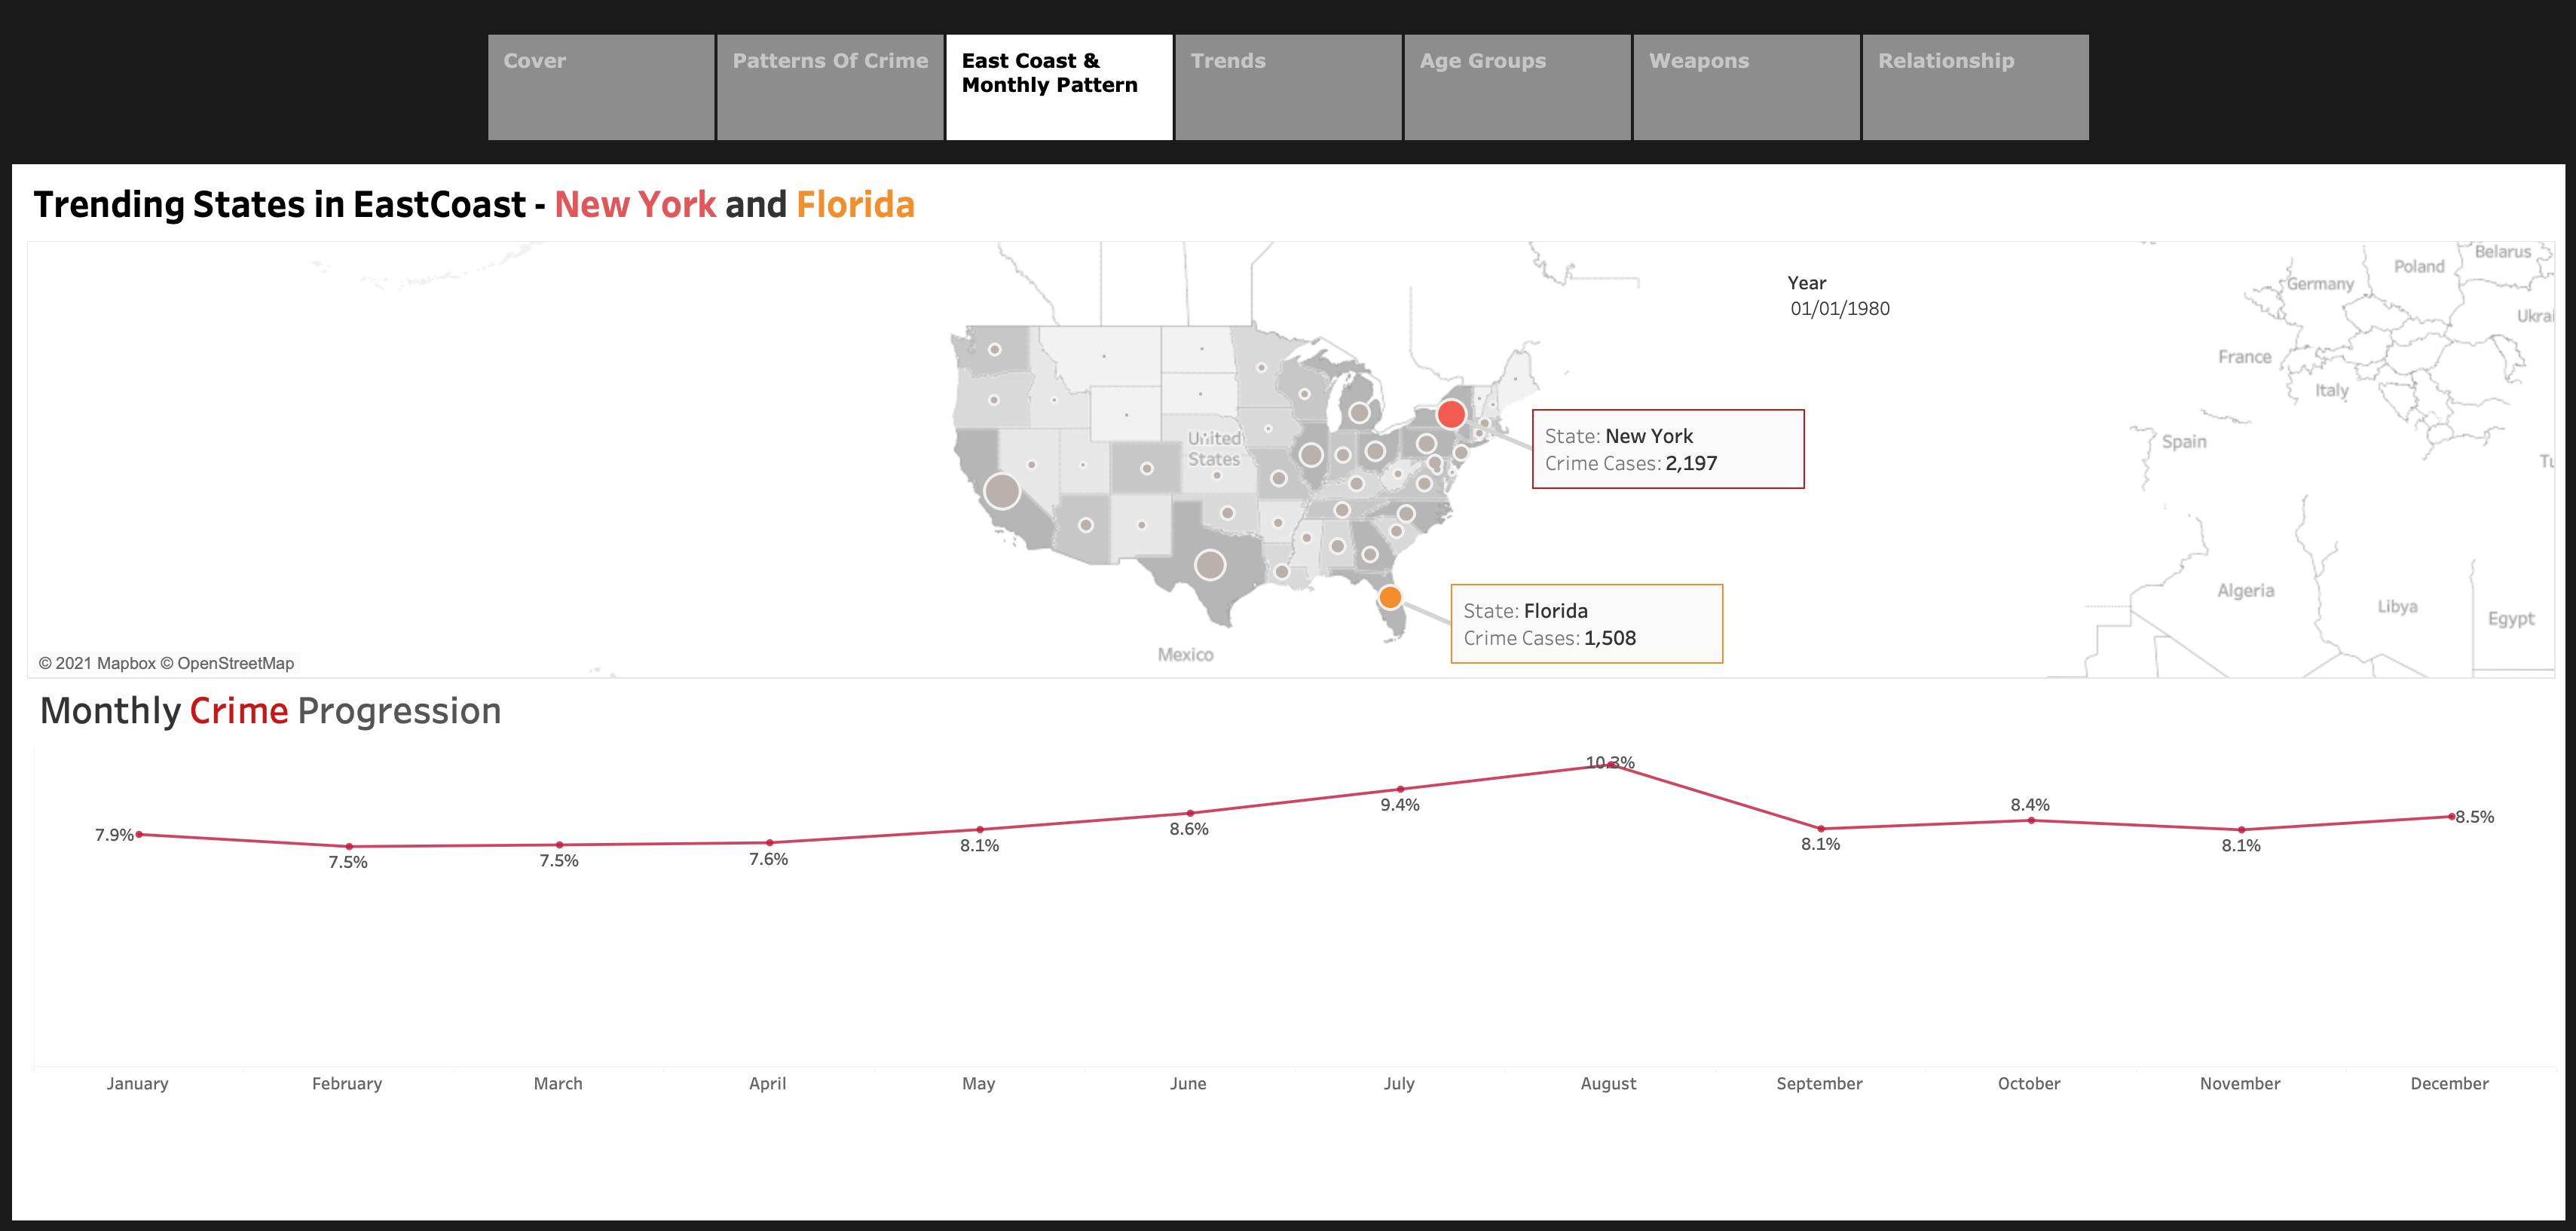 Cover
Patterns Of Crime
East Coast &
Monthly Pattern
Trends
Age Groups
Weapons
Relationship
Trending States in EastCoast - New York and Florida
Year
01/01/1980
Belarus
Poland
Germany
Ukrai
France
Italy
Spain
Tu
Algeria
Libya
Egypt
United
States
Mexico
State: New York
Crime Cases: 2,197
State: Florida
Crime Cases: 1,508
© 2021 Mapbox © OpenStreetMap
Monthly Crime Progression
7.9%
7.5%
7.5%
7.6%
8.1%
8.6%
9.4%
10.3%
8.1%
8.4%
8.1%
8.5%
January
February
March
April
May
June
July
August
September
October
November
December